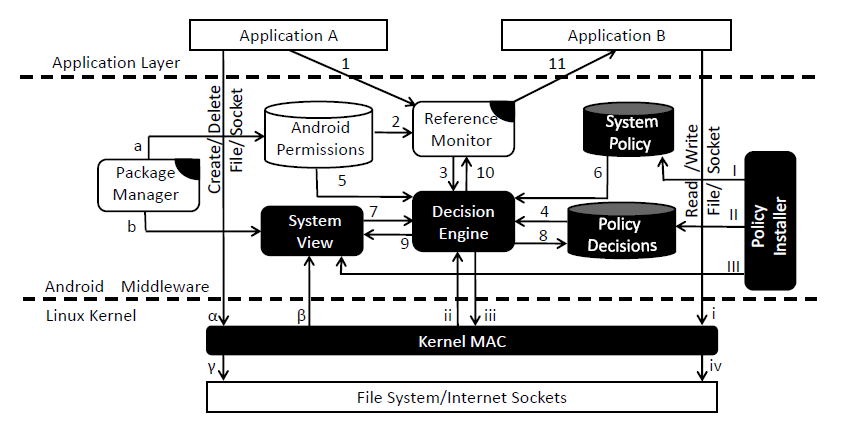 Application A
Application B
Application Layer
1
11
Create/ Delete
File/ Socket
Read /Write
File/ Socket
a
Android
Permissions
2
Reference
Monitor
System
Policy
Package
Manager
5
3
10
6
I
b
System
View
7
9
Decision
Engine
4
8
Policy
Decisions
II
III
Policy
Installer
Android Middleware
Linux Kernel
α
β
ii
iii
i
Kernel MAC
γ
iv
File System/Internet Sockets